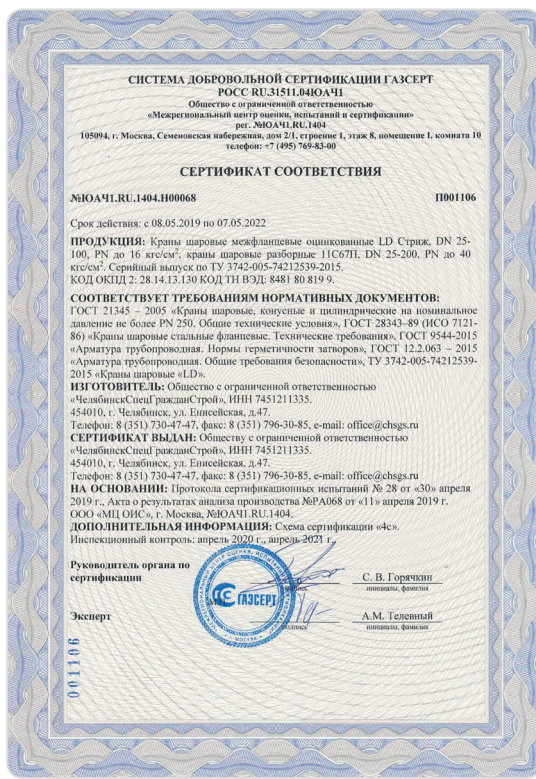 СИСТЕМА ДОБРОВОЛЬНОЙ СЕРТИФИКАЦИИ ГАЗСЕРТ
РОСС RU.31511.04ЮАЧ1
Общество с ограниченной ответственностью
«Межрегиональный центр оценки, испытаний и сертификации»
рег. №ЮАЧ1.RU.1404
105094, г. Москва, Семеновская набережная, дом 2/1, строение 1, этаж 8, помещение I, комната 10
телефон: +7 (495) 769-83-00
СЕРТИФИКАТ СООТВЕТСТВИЯ
№ЮАЧ1.RU.1404.Н00068 П001106
Срок действия: с 08.05.2019 по 07.05.2022
ПРОДУКЦИЯ: Краны шаровые межфланцевые оцинкованные LD Стриж, DN 25-
100, PN до 16 кгс/см², краны шаровые разборные 11С67П, DN 25-200, PN до 40
кгс/см². Серийный выпуск по ТУ 3742-005-74212539-2015.
КОД ОКПД 2: 28.14.13.130 КОД ТН ВЭД: 8481 80 819 9.
СООТВЕТСТВУЕТ ТРЕБОВАНИЯМ НОРМАТИВНЫХ ДОКУМЕНТОВ:
ГОСТ 21345 – 2005 «Краны шаровые, конусные и цилиндрические на номинальное
давление не более PN 250. Общие технические условия», ГОСТ 28343–89 (ИСО 7121-
86) «Краны шаровые стальные фланцевые. Технические требования», ГОСТ 9544-2015
«Арматура трубопроводная. Нормы герметичности затворов», ГОСТ 12.2.063 – 2015
«Арматура трубопроводная. Общие требования безопасности», ТУ 3742-005-74212539-
2015 «Краны шаровые «LD».
ИЗГОТОВИТЕЛЬ: Общество с ограниченной ответственностью
«ЧелябинскСпецГражданСтрой», ИНН 7451211335.
454010, г. Челябинск, ул. Енисейская, д.47.
Телефон: 8 (351) 730-47-47, факс: 8 (351) 796-30-85, e-mail: office@chsgs.ru
СЕРТИФИКАТ ВЫДАН: Обществу с ограниченной ответственностью
«ЧелябинскСпецГражданСтрой», ИНН 7451211335.
454010, г. Челябинск, ул. Енисейская, д.47.
Телефон: 8 (351) 730-47-47, факс: 8 (351) 796-30-85, e-mail: office@chsgs.ru
НА ОСНОВАНИИ: Протокола сертификационных испытаний № 28 от «30» апреля
2019 г., Акта о результатах анализа производства №РА068 от «11» апреля 2019 г.
ООО «МЦ ОИС», г. Москва, №ЮАЧ1.RU.1404.
ДОПОЛНИТЕЛЬНАЯ ИНФОРМАЦИЯ: Схема сертификации «4с».
Инспекционный контроль: апрель 2020 г., апрель 2021 г.
Руководитель органа по
сертификации
С. В. Горячкин
инициалы, фамилия
ГАЗСЕРТ
МОСКВА
Эксперт
подпись
А.М. Телевный
инициалы, фамилия
001106